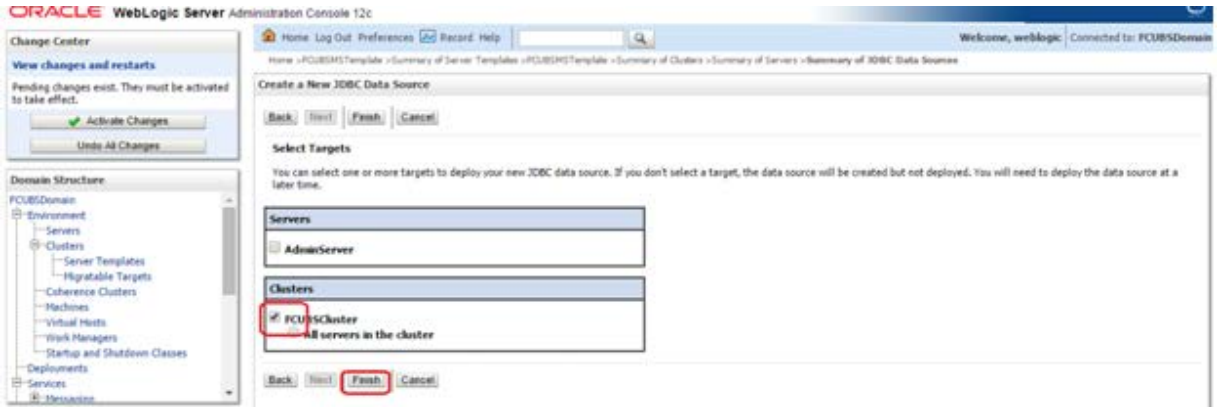 ORACLE WebLogic Server Administration Console 12c
Change Center
View changes and restarts
Pending changes exist. They must be activated
to take effect.
Activate Changes
Undo All Changes
Domain Structure
FCUBSDomain
Environment
Servers
Clusters
Server Templates
Migratable Targets
Coherence Clusters
Machines
Virtual Hosts
Work Managers
Startup and Shutdown Classes
Deployments
Services
Messaging
Home Log Out Preferences Record Help
Welcome, weblogic Connected to: FCUBSDomain
Home >FCUBSMSTemplate >Summary of Server Templates >FCUBSMSTemplate >Summary of Clusters >Summary of Servers >Summary of JDBC Data Sources
Create a New JDBC Data Source
Back Next Finish Cancel
Select Targets
You can select one or more targets to deploy your new JDBC data source. If you don't select a target, the data source will be created but not deployed. You will need to deploy the data source at a
later time.
Servers
AdminServer
Clusters
FCUBSCluster
All servers in the cluster
Back Next Finish Cancel